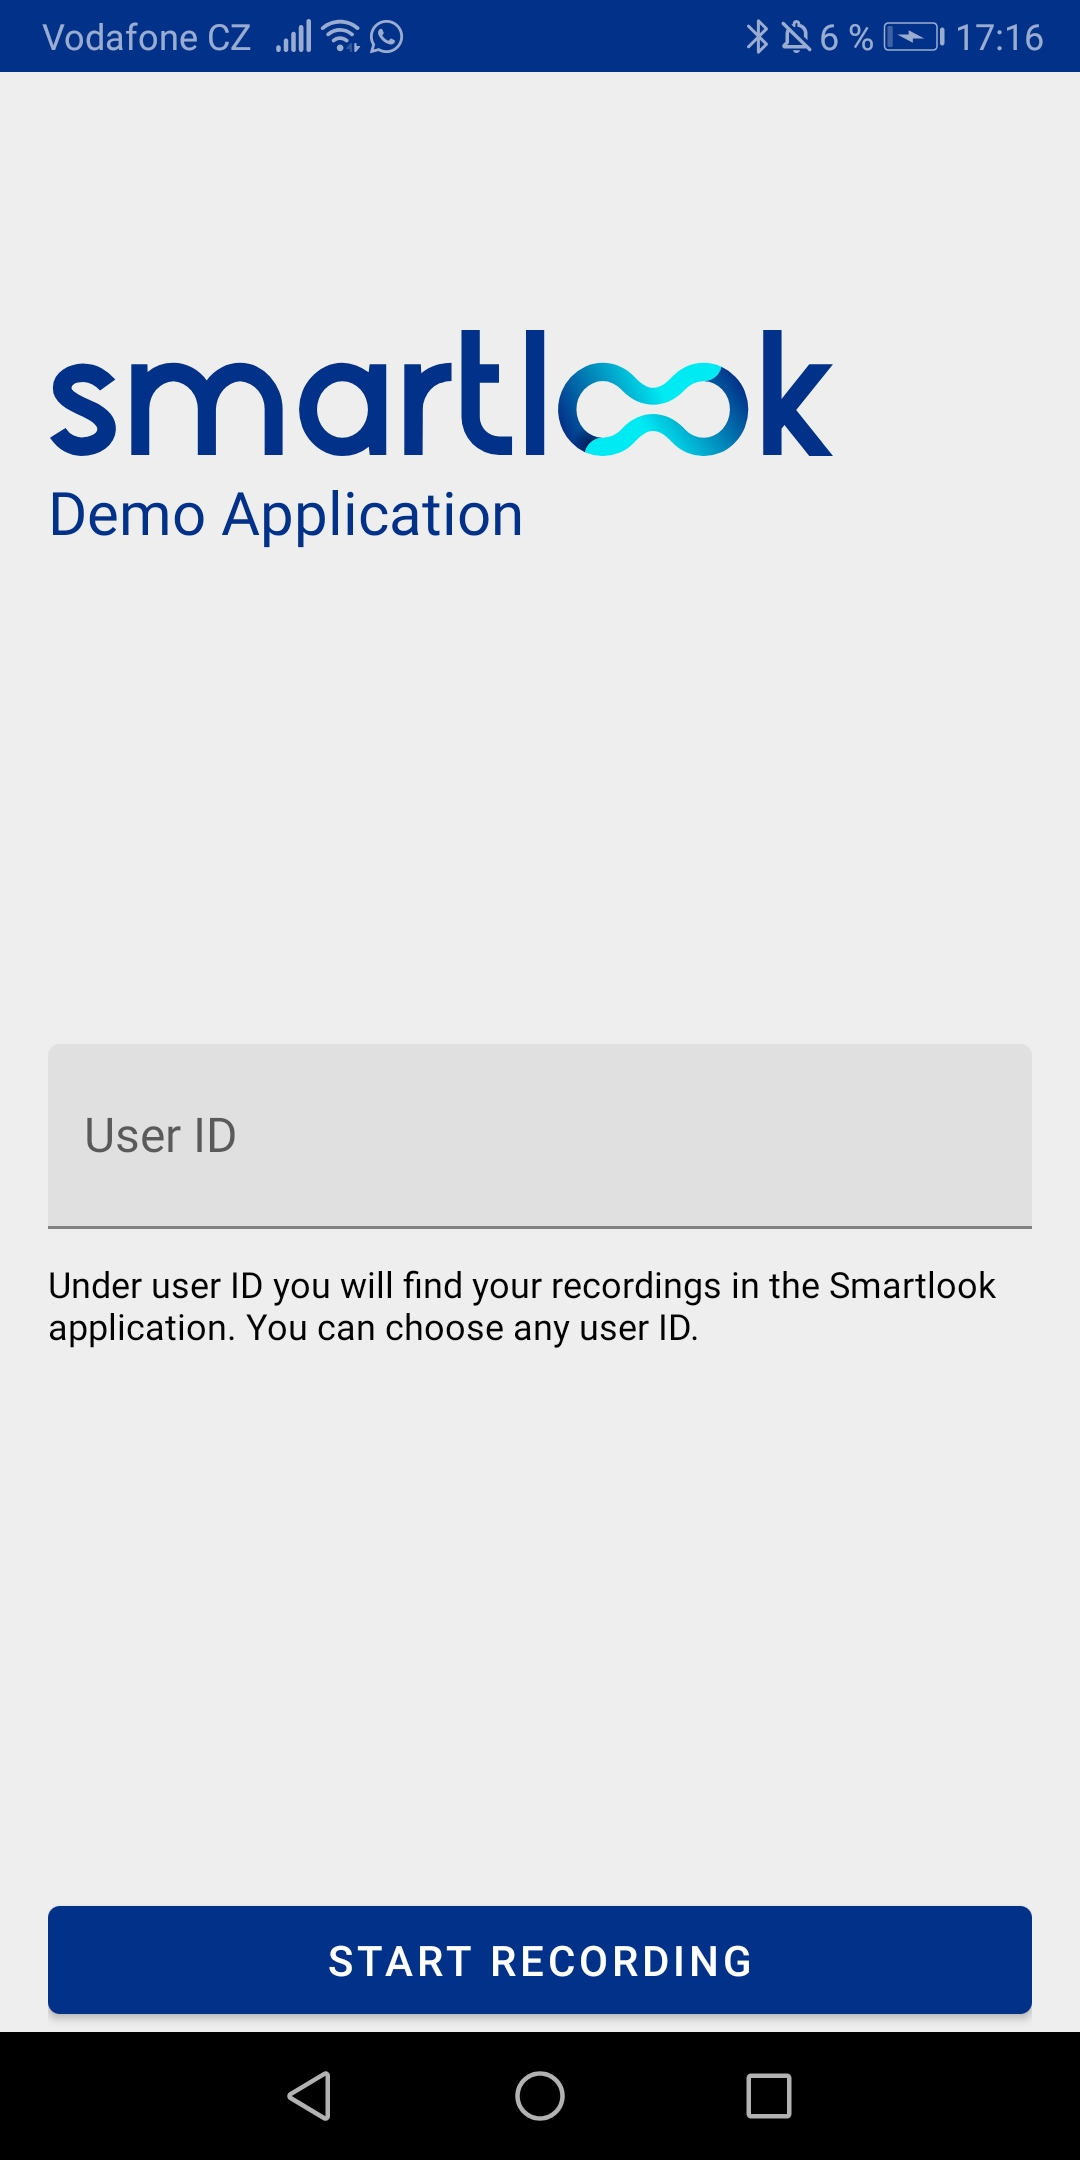 Vodafone CZ 6 % 17:16
smartlook
Demo Application
User ID
Under user ID you will find your recordings in the Smartlook
application. You can choose any user ID.
START RECORDING